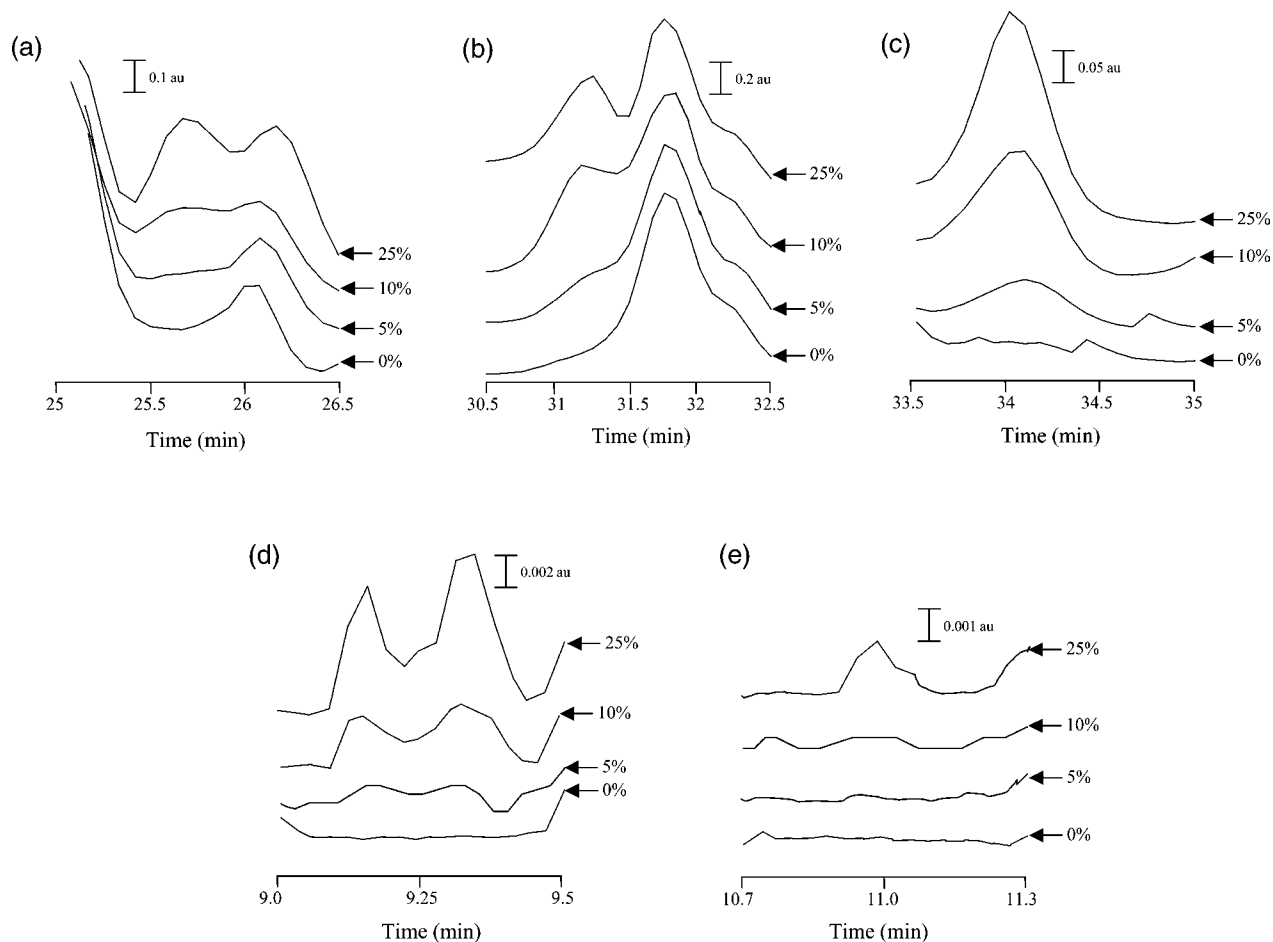 (a)
0.1 au
25%
10%
5%
0%
25 25.5 26 26.5
Time (min)
(b)
0.2 au
25%
10%
5%
0%
30.5 31 31.5 32 32.5
Time (min)
(c)
0.05 au
25%
10%
5%
0%
33.5 34 34.5 35
Time (min)
(d)
0.002 au
25%
10%
5%
0%
9.0 9.25 9.5
Time (min)
(e)
0.001 au
25%
10%
5%
0%
10.7 11.0 11.3
Time (min)